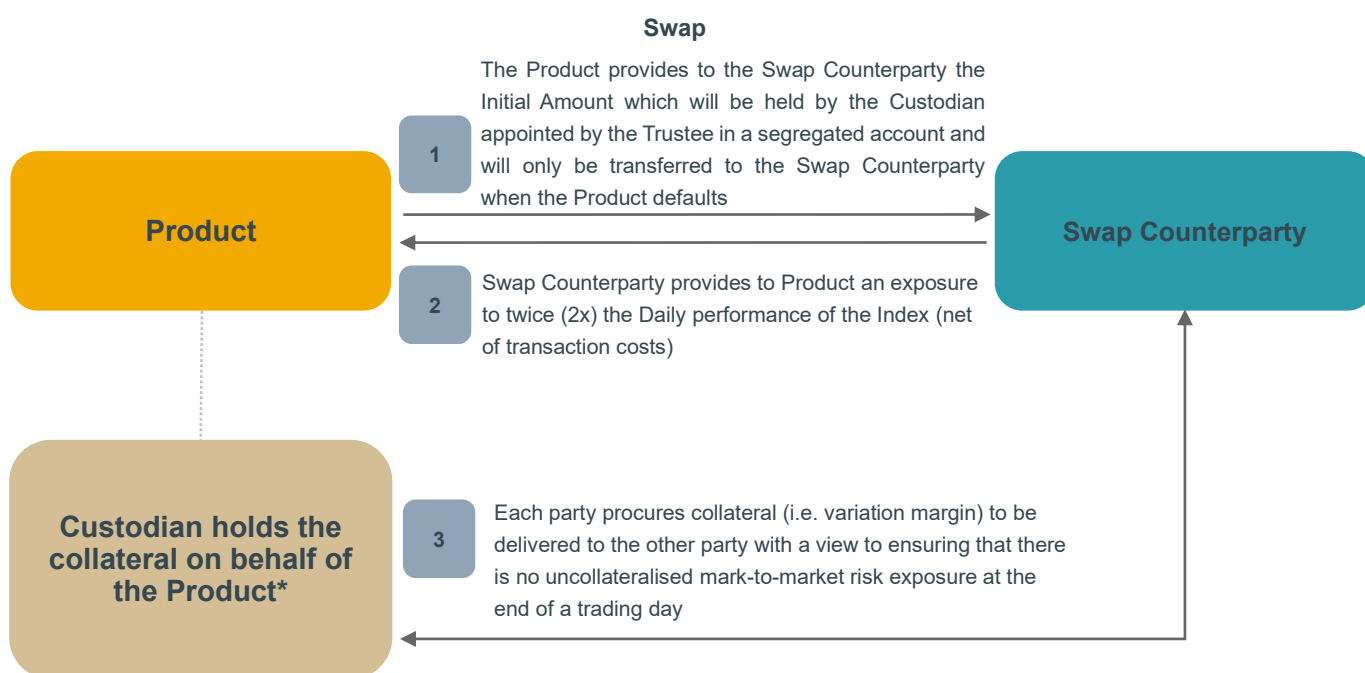 Swap
The Product provides to the Swap Counterparty the
Initial Amount which will be held by the Custodian
appointed by the Trustee in a segregated account and
will only be transferred to the Swap Counterparty
when the Product defaults
1
Product
Swap Counterparty
2
Swap Counterparty provides to Product an exposure
to twice (2x) the Daily performance of the Index (net
of transaction costs)
Custodian holds the
collateral on behalf of
the Product*
3
Each party procures collateral (i.e. variation margin) to be
delivered to the other party with a view to ensuring that there
is no uncollateralised mark-to-market risk exposure at the
end of a trading day